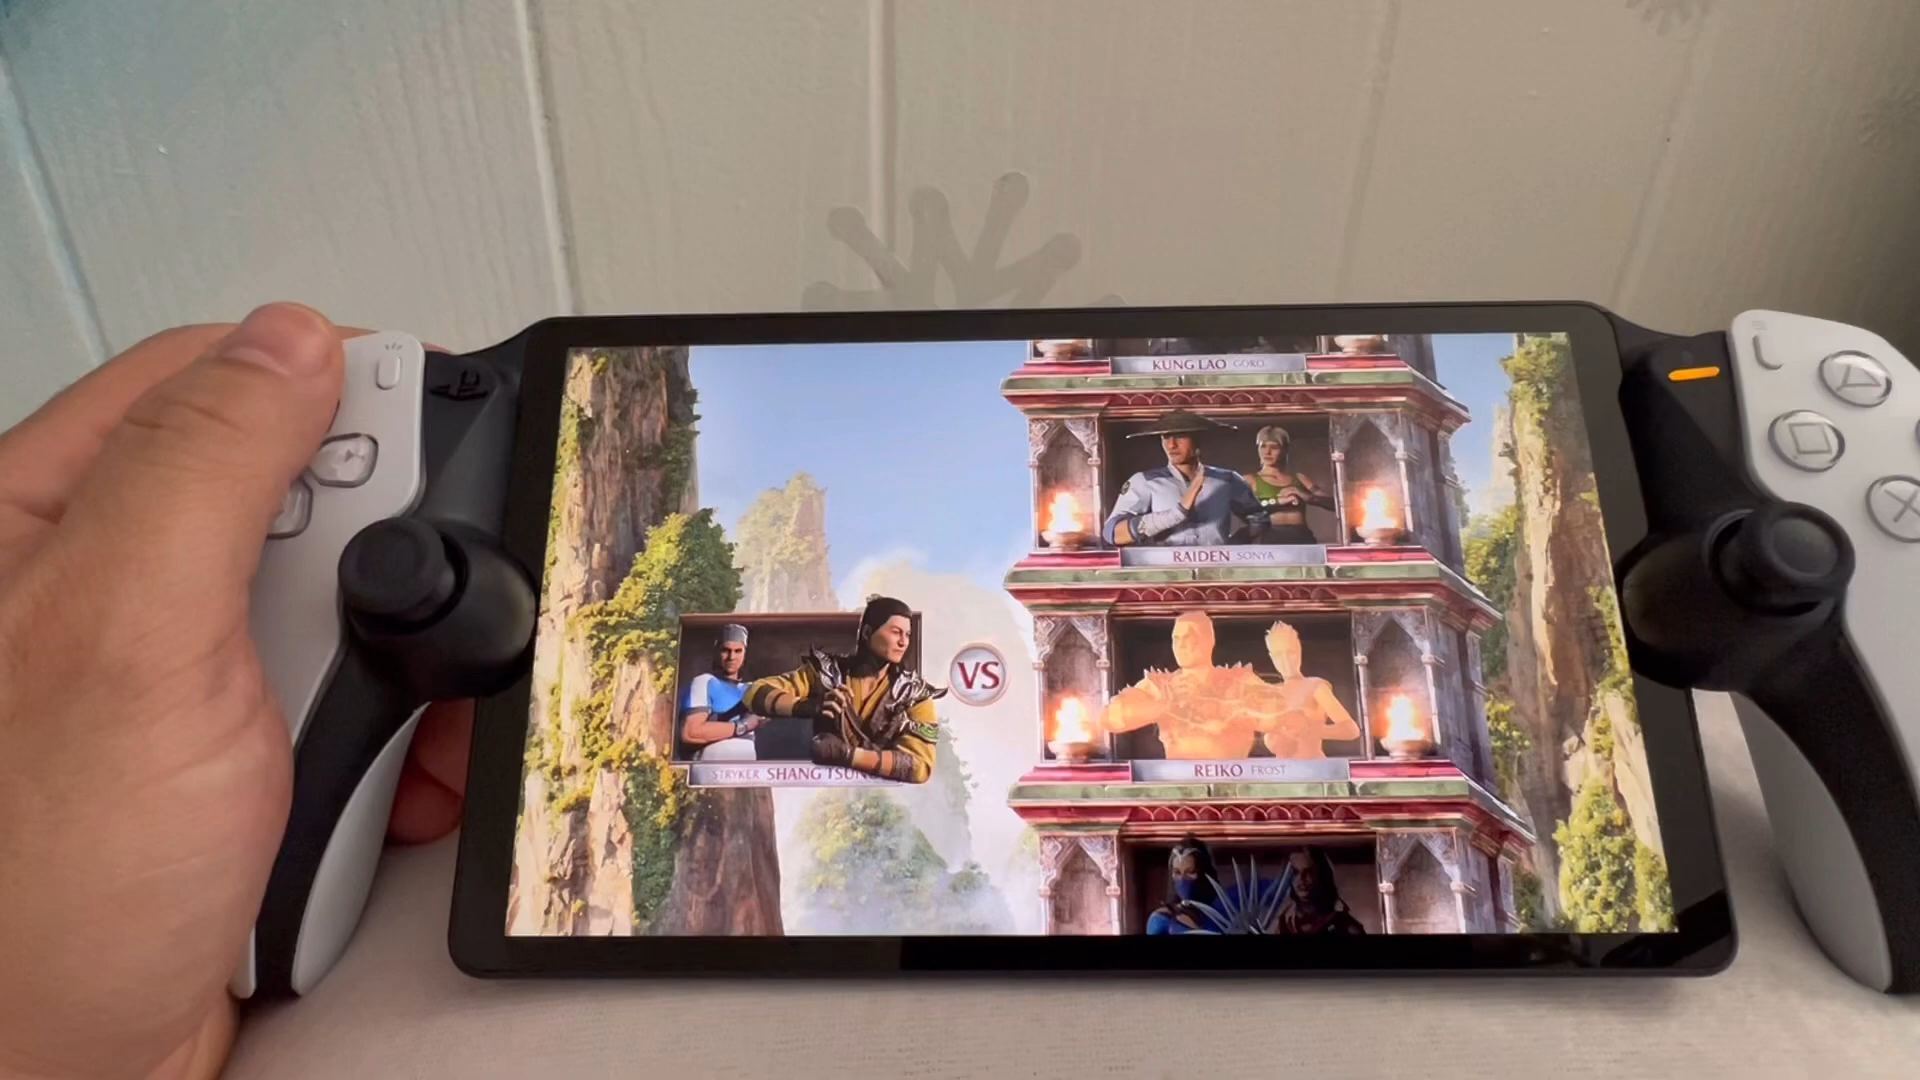 KUNG LAO GORO
RAIDEN SONYA
VS
STRYKER SHANG TSUNG
REIKO FROST